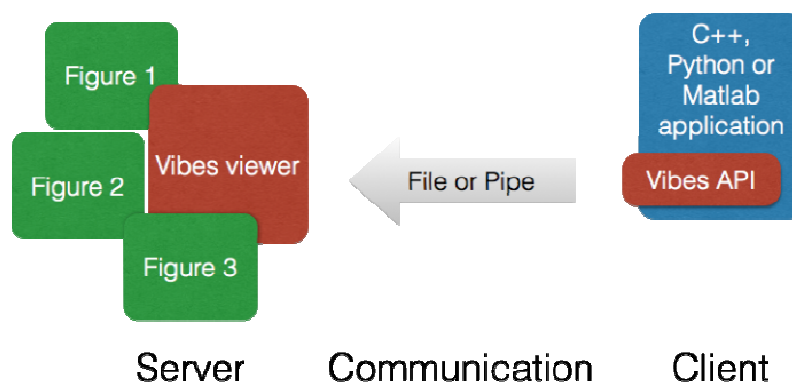 Figure 1
Figure 2
Vibes viewer
Figure 3
File or Pipe
C++,
Python or
Matlab
application
Vibes API
Server
Communication
Client